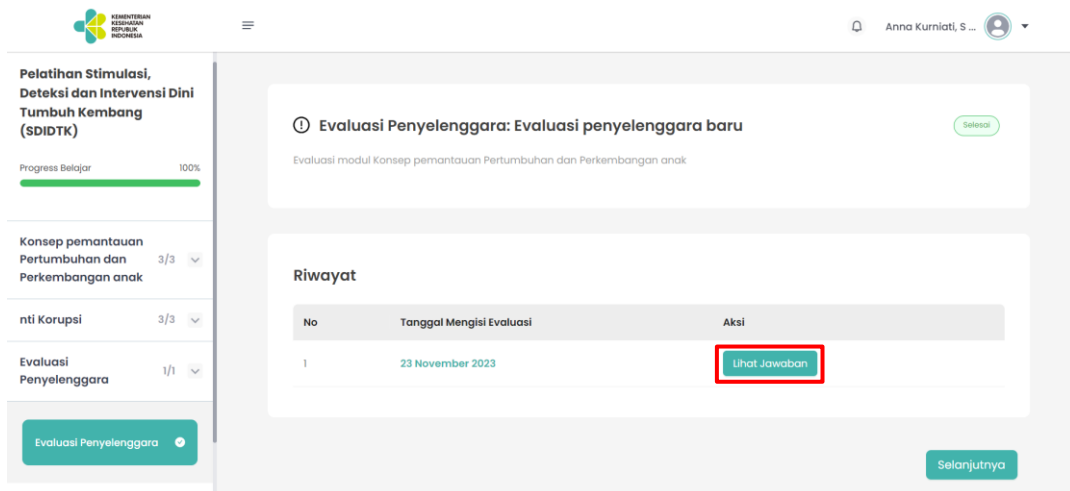 KEMENTERIAN
KESEHATAN
REPUBLIK
INDONESIA
Anna Kurniati, S ...
Pelatihan Stimulasi,
Deteksi dan Intervensi Dini
Tumbuh Kembang
(SDIDTK)
Progress Belajar 100%
Konsep pemantauan
Pertumbuhan dan 3/3
Perkembangan anak
nti Korupsi 3/3
Evaluasi
Penyelenggara 1/1
Evaluasi Penyelenggara
Evaluasi Penyelenggara: Evaluasi penyelenggara baru
Selesai
Evaluasi modul Konsep pemantauan Pertumbuhan dan Perkembangan anak
Riwayat
No Tanggal Mengisi Evaluasi Aksi
1 23 November 2023 Lihat Jawaban
Selanjutnya